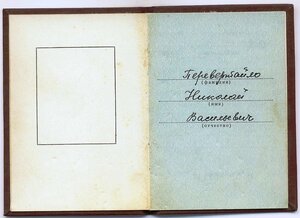 Перевертайло
(фамилия)
Николай
(имя)
Васильевич
(отчество)